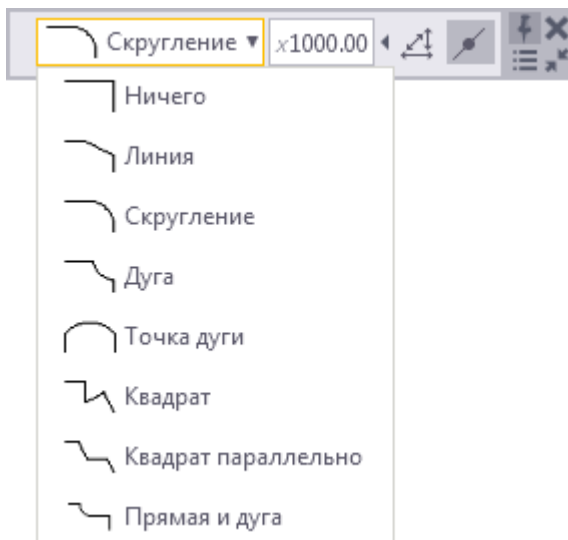 Скругление x1000.00
Ничего
Линия
Скругление
Дуга
Точка дуги
Квадрат
Квадрат параллельно
Прямая и дуга